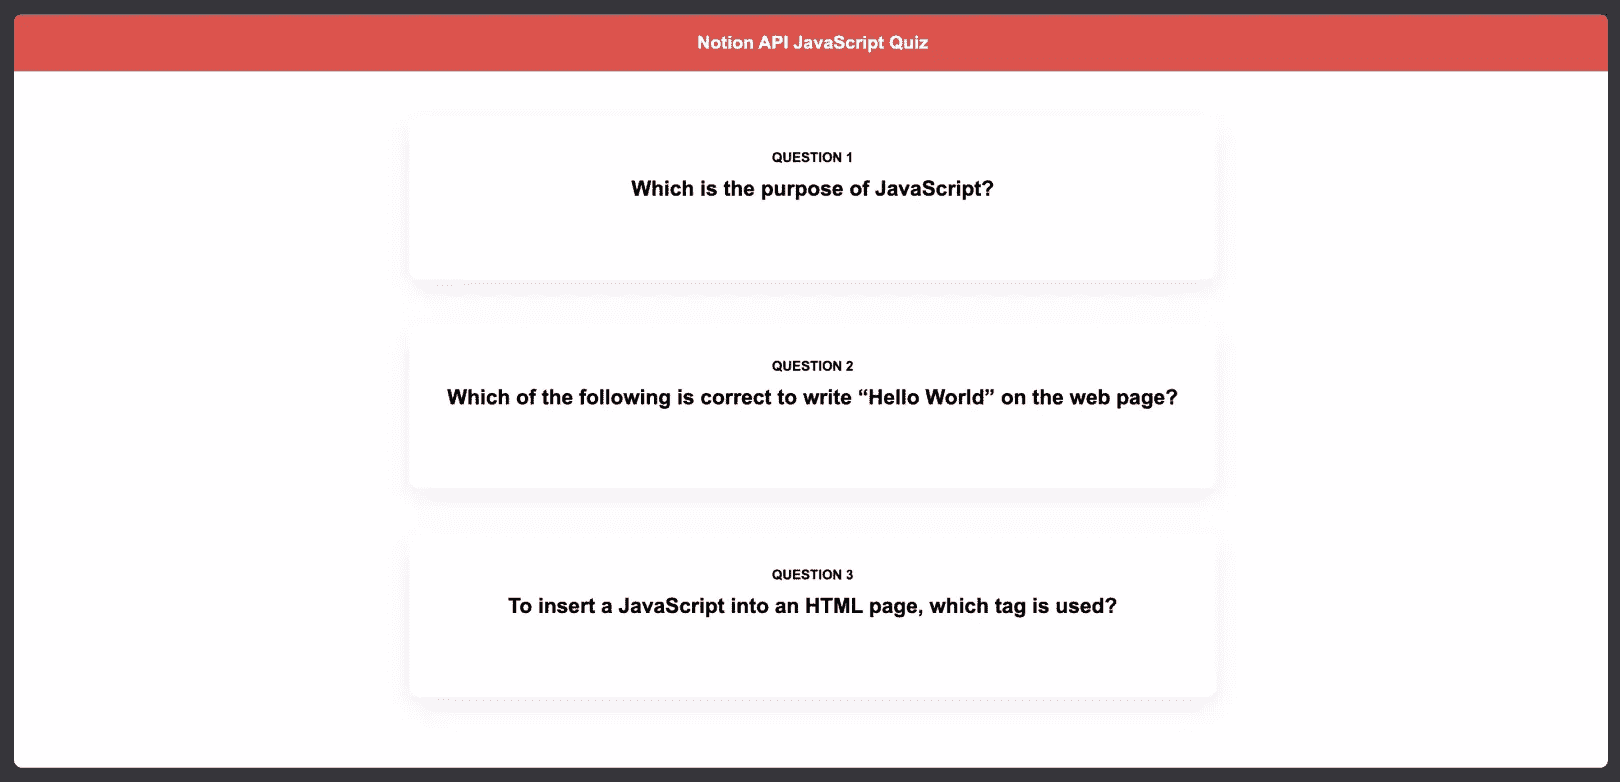 Notion API JavaScript Quiz
QUESTION 1
Which is the purpose of JavaScript?
QUESTION 2
Which of the following is correct to write “Hello World” on the web page?
QUESTION 3
To insert a JavaScript into an HTML page, which tag is used?